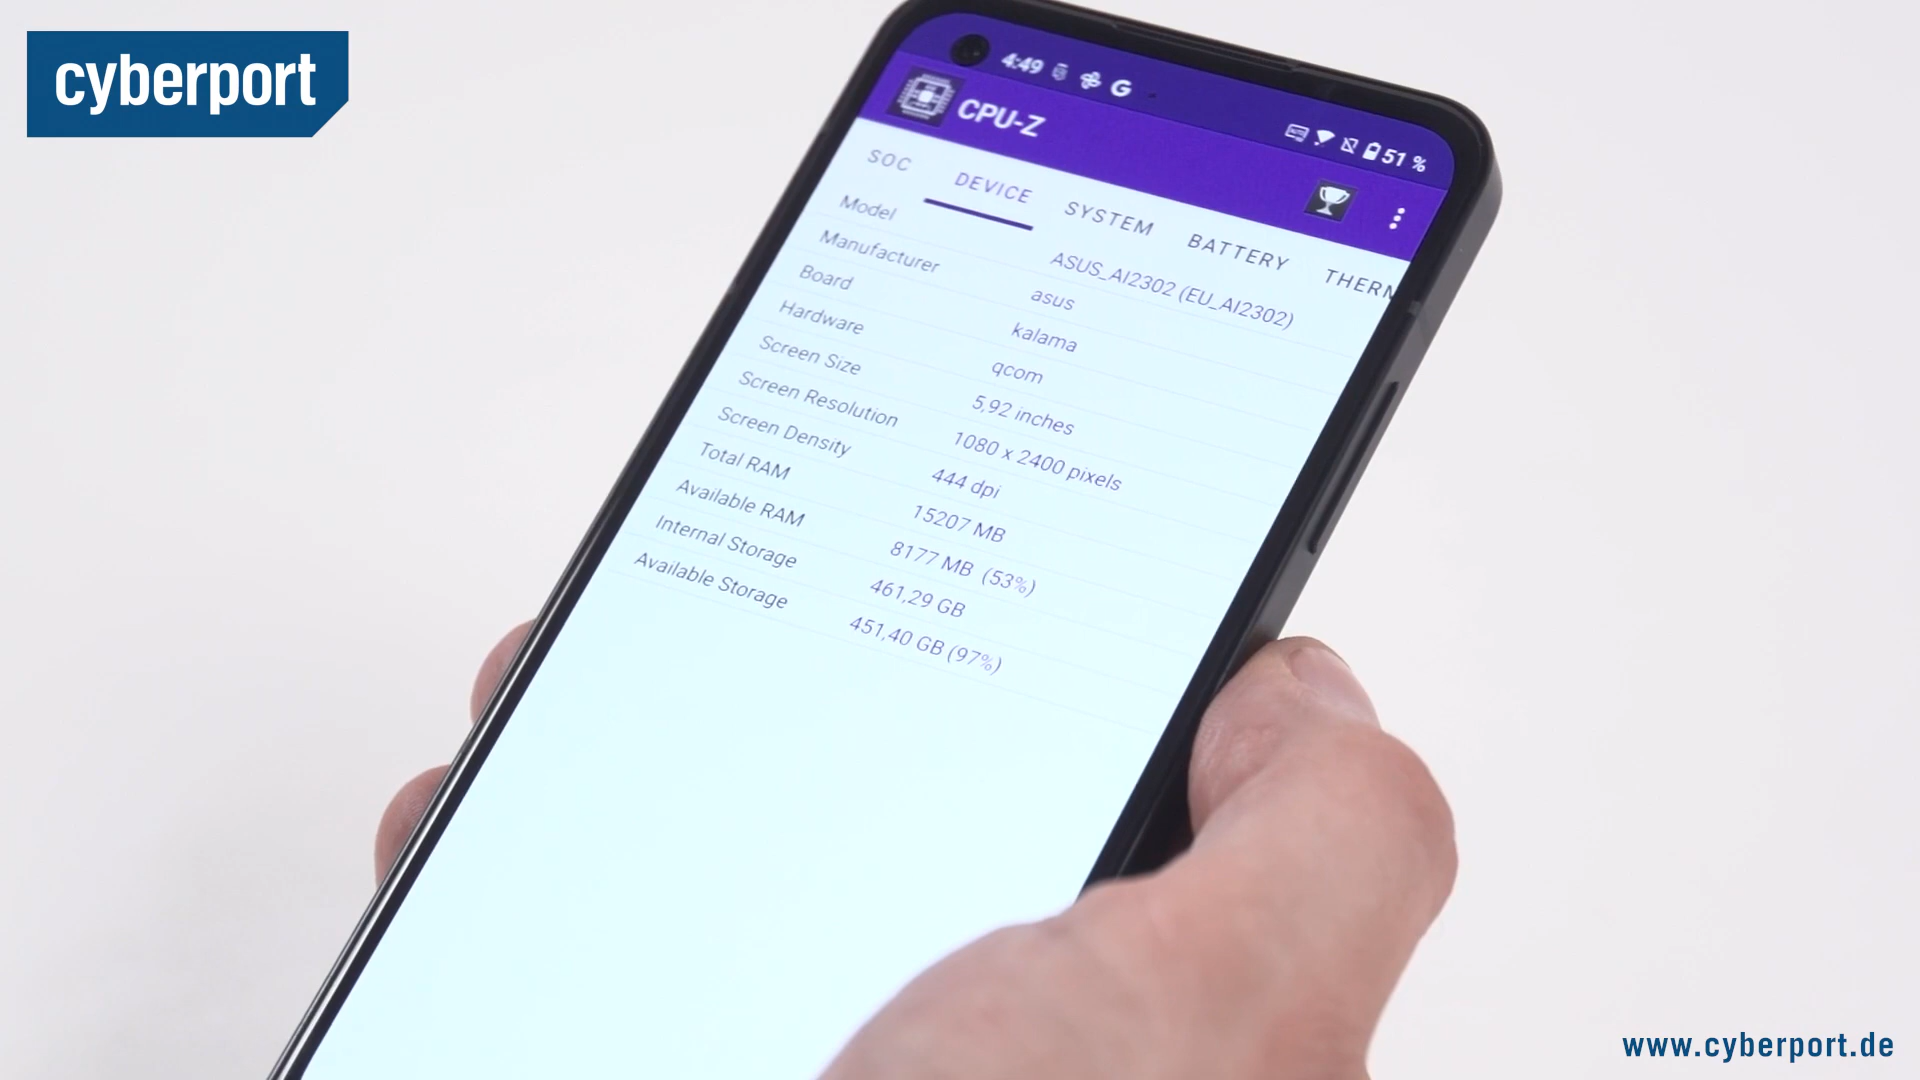 cyberport
4:49
51 %
CPU-Z
SOC DEVICE SYSTEM BATTERY THERM
Model ASUS_AI2302 (EU_AI2302)
Manufacturer asus
Board kalama
Hardware qcom
Screen Size 5,92 inches
Screen Resolution 1080 x 2400 pixels
Screen Density 444 dpi
Total RAM 15207 MB
Available RAM 8177 MB (53%)
Internal Storage 461,29 GB
Available Storage 451,40 GB (97%)
www.cyberport.de